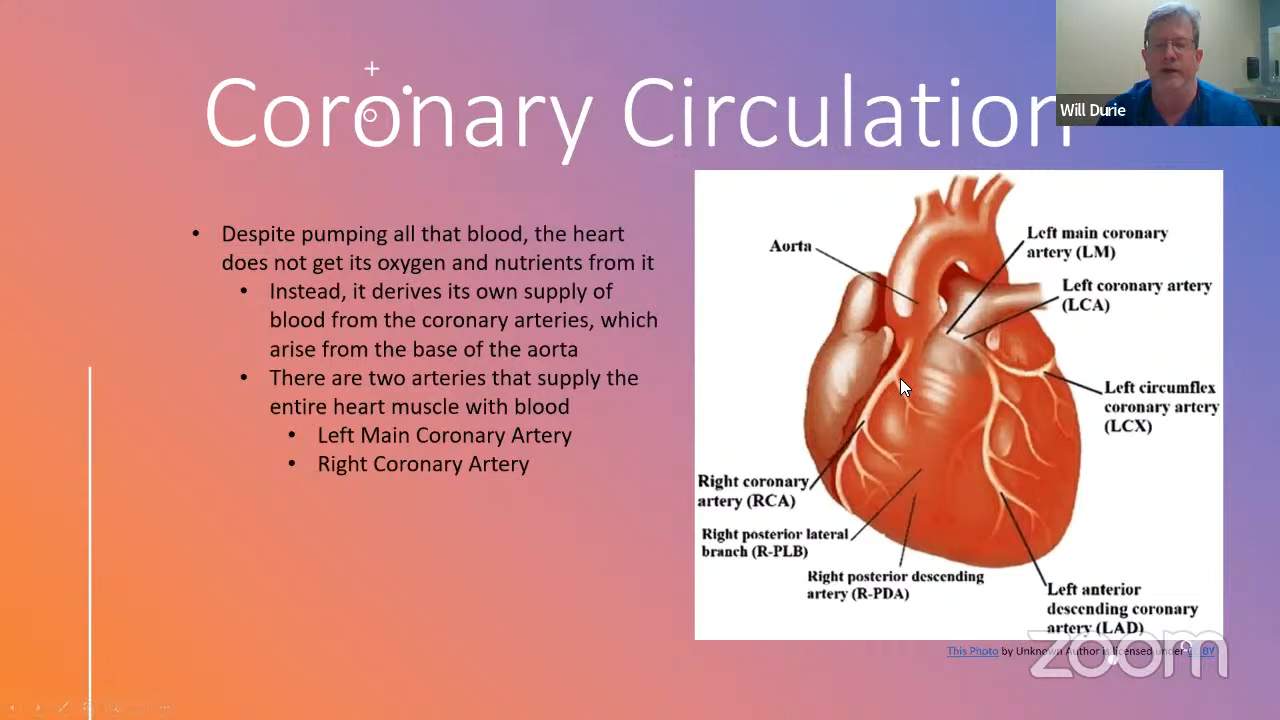 Coronary Circulation
Will Durie
• Despite pumping all that blood, the heart
does not get its oxygen and nutrients from it
• Instead, it derives its own supply of
blood from the coronary arteries, which
arise from the base of the aorta
• There are two arteries that supply the
entire heart muscle with blood
• Left Main Coronary Artery
• Right Coronary Artery
Aorta
Left main coronary
artery (LM)
Left coronary artery
(LCA)
Left circumflex
coronary artery
(LCX)
Right coronary
artery (RCA)
Right posterior lateral
branch (R-PLB)
Right posterior descending
artery (R-PDA)
Left anterior
descending coronary
artery (LAD)
This Photo by Unknown Author is licensed under
zoom